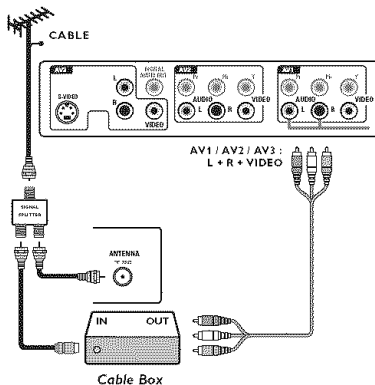 CABLE
AV1
AV2
AV3
S-VIDEO
L
R
VIDEO
Y
AUDIO
L
R
VIDEO
Y
AUDIO
L
R
VIDEO
AV1 / AV2 / AV3 :
L + R + VIDEO
SIGNAL
SPLITTER
ANTENNA
IN
OUT
Cable Box